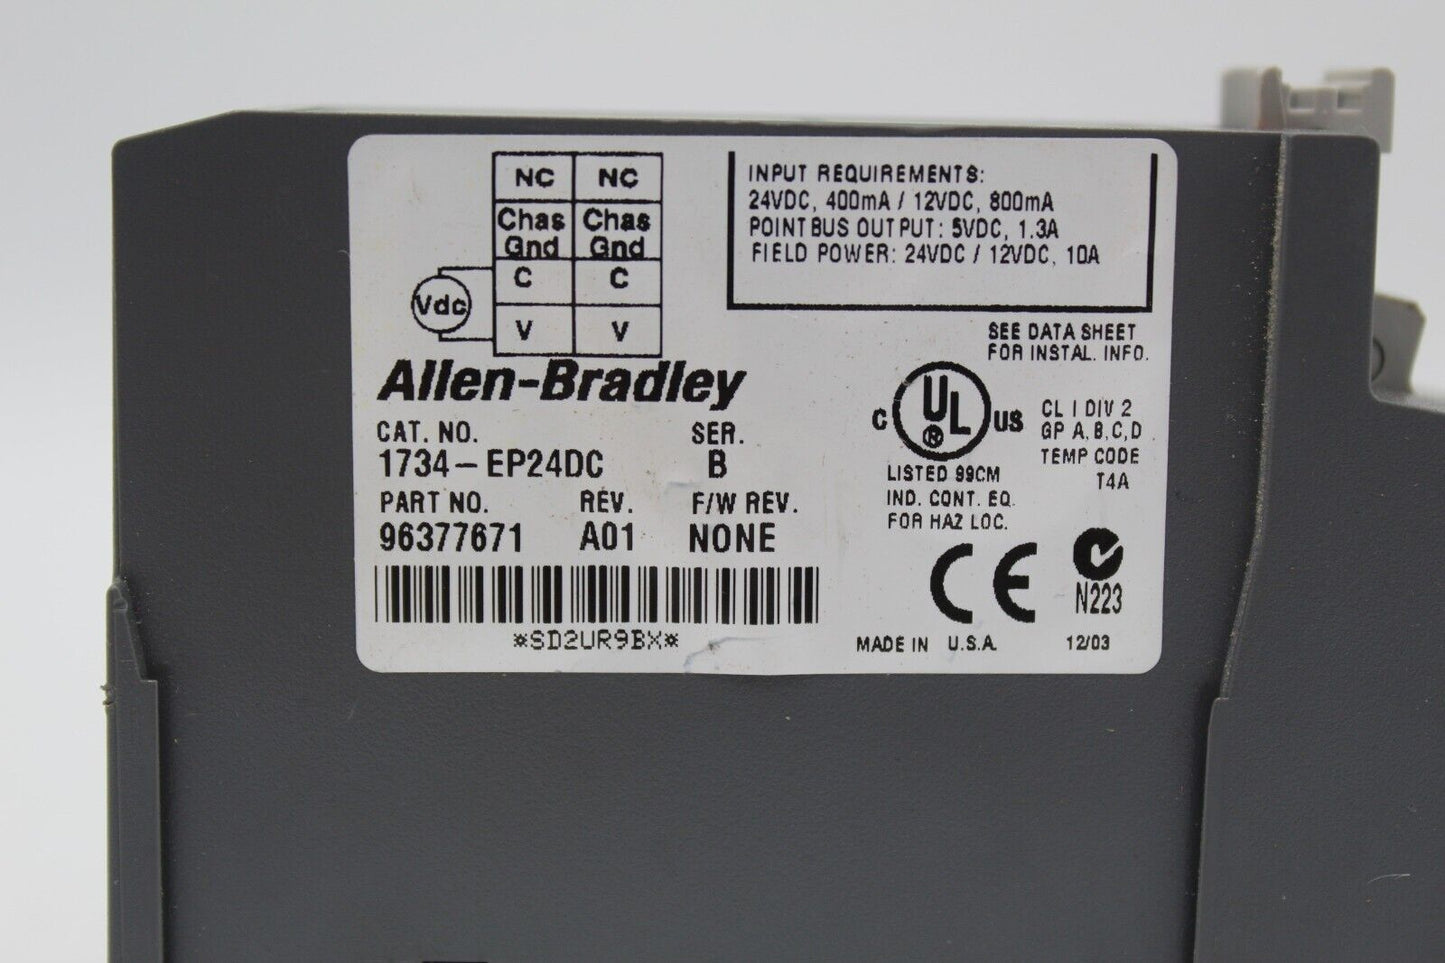 NC NC
Chas Gnd Chas Gnd
C C
Vdc
V V
INPUT REQUIREMENTS:
24VDC, 400mA / 12VDC, 800mA
POINTBUS OUTPUT: 5VDC, 1.3A
FIELD POWER: 24VDC / 12VDC, 10A
SEE DATA SHEET
FOR INSTAL. INFO.
Allen-Bradley
CAT. NO. SER.
1734-EP24DC B
PART NO. REV. F/W REV.
96377671 A01 NONE
*SD2UR9BX*
C UL ® US
LISTED 99CM
IND. CONT. EQ.
FOR HAZ LOC.
CL I DIV 2
GP A, B, C, D
TEMP CODE
T4A
CE
N223
MADE IN U.S.A. 12/03